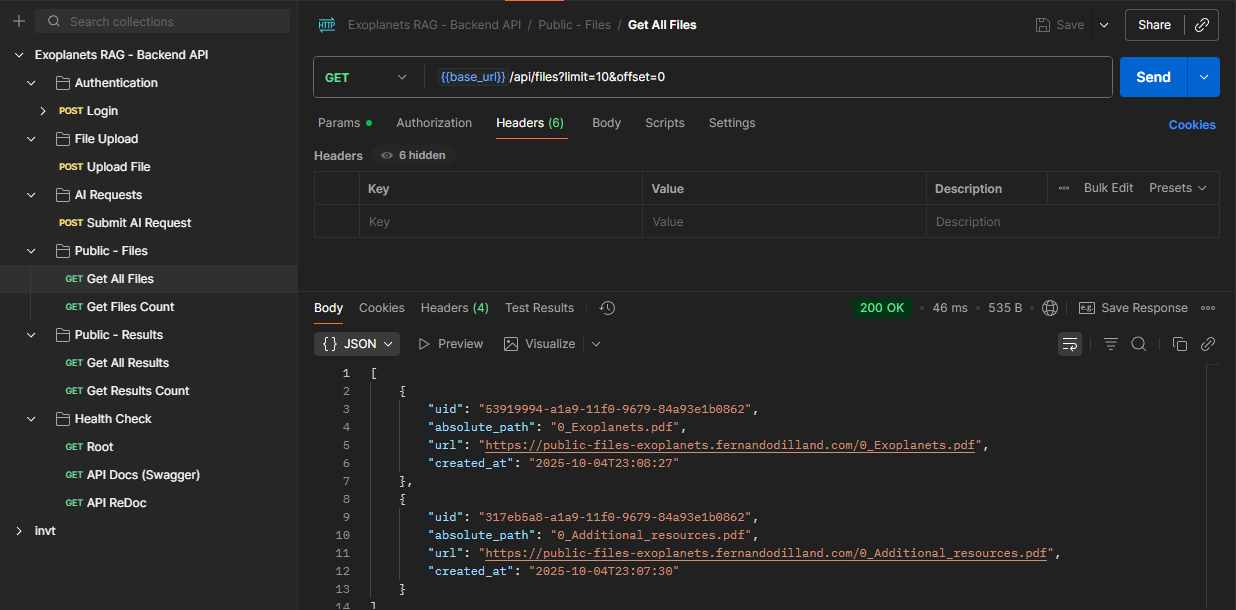 Search collections
Exoplanets RAG - Backend API
Authentication
POST Login
File Upload
POST Upload File
AI Requests
POST Submit AI Request
Public - Files
GET Get All Files
GET Get Files Count
Public - Results
GET Get All Results
GET Get Results Count
Health Check
GET Root
GET API Docs (Swagger)
GET API ReDoc
invt
HTTP Exoplanets RAG - Backend API / Public - Files / Get All Files
Save
Share
GET {{base_url}} /api/files?limit=10&offset=0
Send
Params Authorization Headers (6) Body Scripts Settings
Cookies
Headers 6 hidden
Key Value Description Bulk Edit Presets
Key Value Description
Body Cookies Headers (4) Test Results
200 OK 46 ms 535 B e.g. Save Response
{} JSON Preview Visualize
1 [
2 {
3 "uid": "53919994-a1a9-11f0-9679-84a93e1b0862",
4 "absolute_path": "0_Exoplanets.pdf",
5 "url": "https://public-files-exoplanets.fernandodilland.com/0_Exoplanets.pdf",
6 "created_at": "2025-10-04T23:08:27"
7 },
8 {
9 "uid": "317eb5a8-a1a9-11f0-9679-84a93e1b0862",
10 "absolute_path": "0_Additional_resources.pdf",
11 "url": "https://public-files-exoplanets.fernandodilland.com/0_Additional_resources.pdf",
12 "created_at": "2025-10-04T23:07:30"
13 }
14 ]